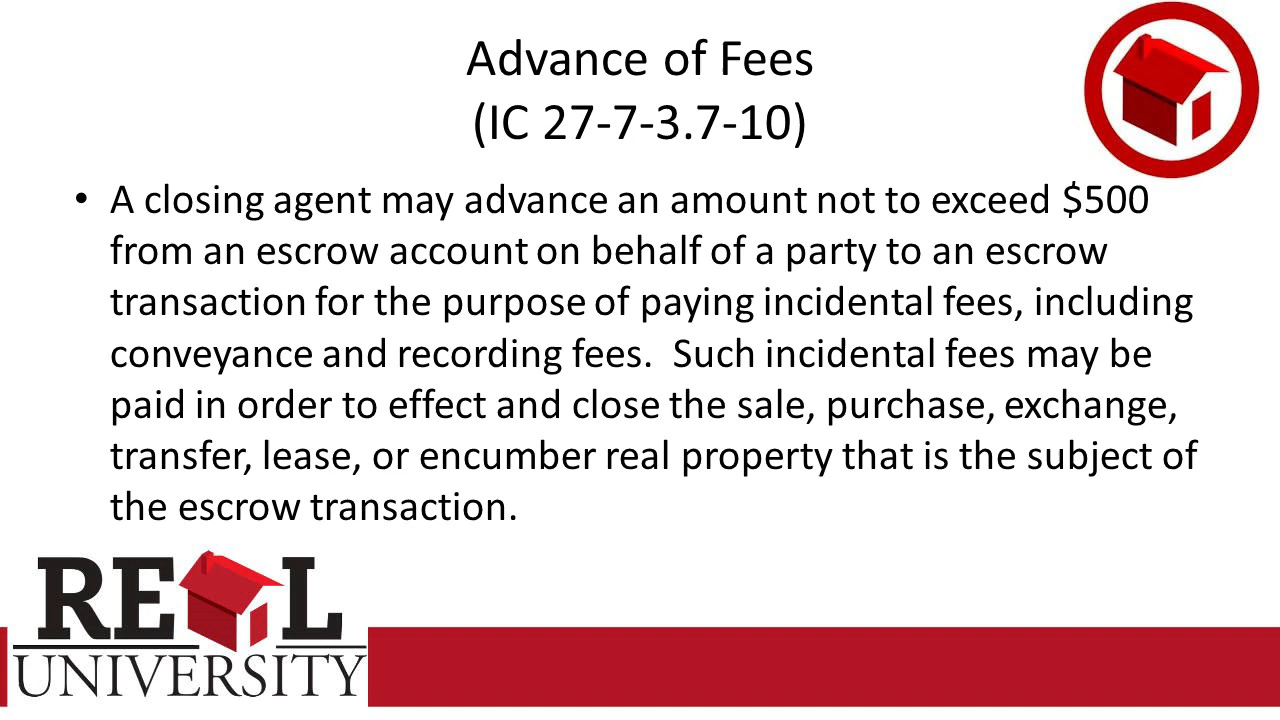 Advance of Fees
(IC 27-7-3.7-10)
• A closing agent may advance an amount not to exceed $500
from an escrow account on behalf of a party to an escrow
transaction for the purpose of paying incidental fees, including
conveyance and recording fees.  Such incidental fees may be
paid in order to effect and close the sale, purchase, exchange,
transfer, lease, or encumber real property that is the subject of
the escrow transaction.
RE L
UNIVERSITY